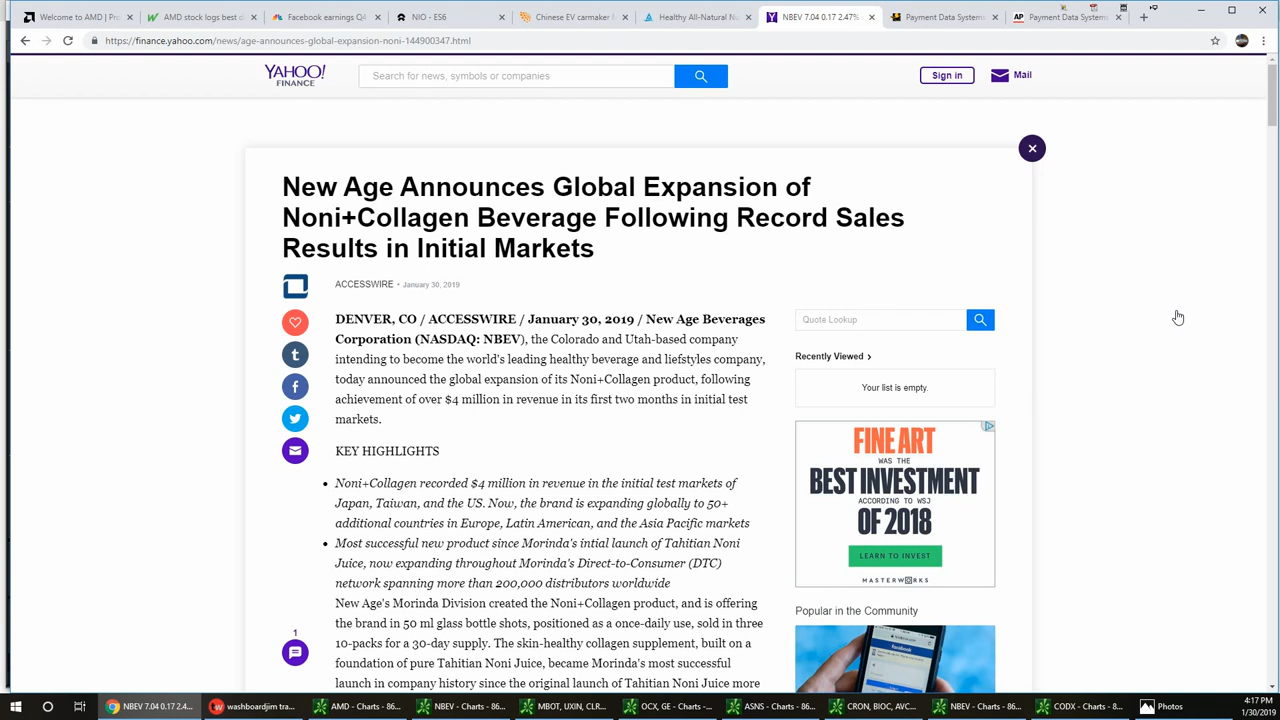 Welcome to AMD | Pro
AMD stock logs best d
Facebook earnings Q4
NIO - ES6
Chinese EV carmaker
Healthy All-Natural Nu
NBEV 7.04 0.17 2.47%
Payment Data Systems
Payment Data Systems
https://finance.yahoo.com/news/age-announces-global-expansion-noni-144900347.html
YAHOO!
FINANCE
Search for news, symbols or companies
Sign in
Mail
New Age Announces Global Expansion of
Noni+Collagen Beverage Following Record Sales
Results in Initial Markets
ACCESSWIRE • January 30, 2019
DENVER, CO / ACCESSWIRE / January 30, 2019 / New Age Beverages
Corporation (NASDAQ: NBEV), the Colorado and Utah-based company
intending to become the world's leading healthy beverage and liefstyles company,
today announced the global expansion of its Noni+Collagen product, following
achievement of over $4 million in revenue in its first two months in initial test
markets.
KEY HIGHLIGHTS
Noni+Collagen recorded $4 million in revenue in the initial test markets of
Japan, Taiwan, and the US. Now, the brand is expanding globally to 50+
additional countries in Europe, Latin American, and the Asia Pacific markets
Most successful new product since Morinda's intial launch of Tahitian Noni
Juice, now expanding throughout Morinda's Direct-to-Consumer (DTC)
network spanning more than 200,000 distributors worldwide
New Age's Morinda Division created the Noni+Collagen product, and is offering
the brand in 50 ml glass bottle shots, positioned as a once-daily use, sold in three
10-packs for a 30-day supply. The skin-healthy collagen supplement, built on a
foundation of pure Tahitian Noni Juice, became Morinda's most successful
launch in company history since the original launch of Tahitian Noni Juice more
1
Quote Lookup
Recently Viewed
Your list is empty.
FINE ART
WAS THE
BEST INVESTMENT
ACCORDING TO WSJ
OF 2018
LEARN TO INVEST
MASTERWORKS
Popular in the Community
facebook
NBEV 7.04 0.17 2.4...
washboardjim tra...
AMD - Charts - 86...
NBEV - Charts - 86...
MBOT, UXIN, CLR...
OCX, GE - Charts ...
ASNS - Charts - 86...
CRON, BIOC, AVC...
NBEV - Charts - 86...
CODX - Charts - 8...
Photos
4:17 PM
1/30/2019